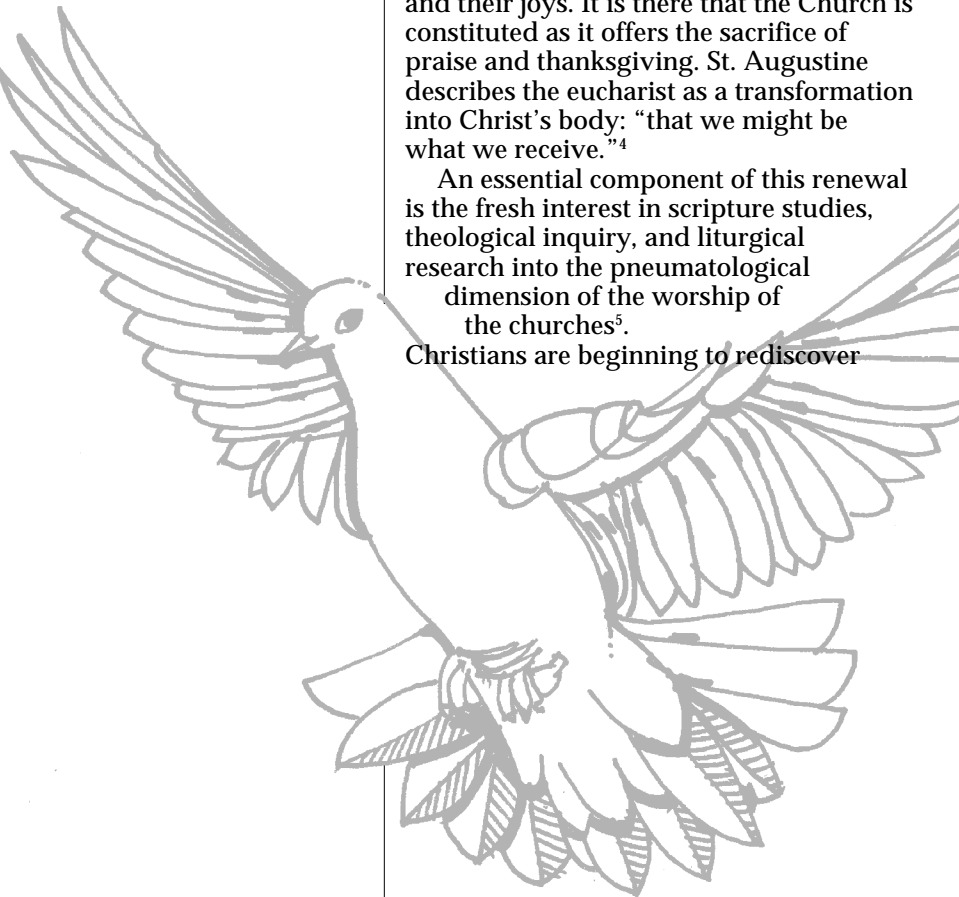 and their joys. It is there that the Church is
constituted as it offers the sacrifice of
praise and thanksgiving. St. Augustine
describes the eucharist as a transformation
into Christ's body: “that we might be
what we receive.”⁴
An essential component of this renewal
is the fresh interest in scripture studies,
theological inquiry, and liturgical
research into the pneumatological
dimension of the worship of
the churches⁵.
Christians are beginning to rediscover